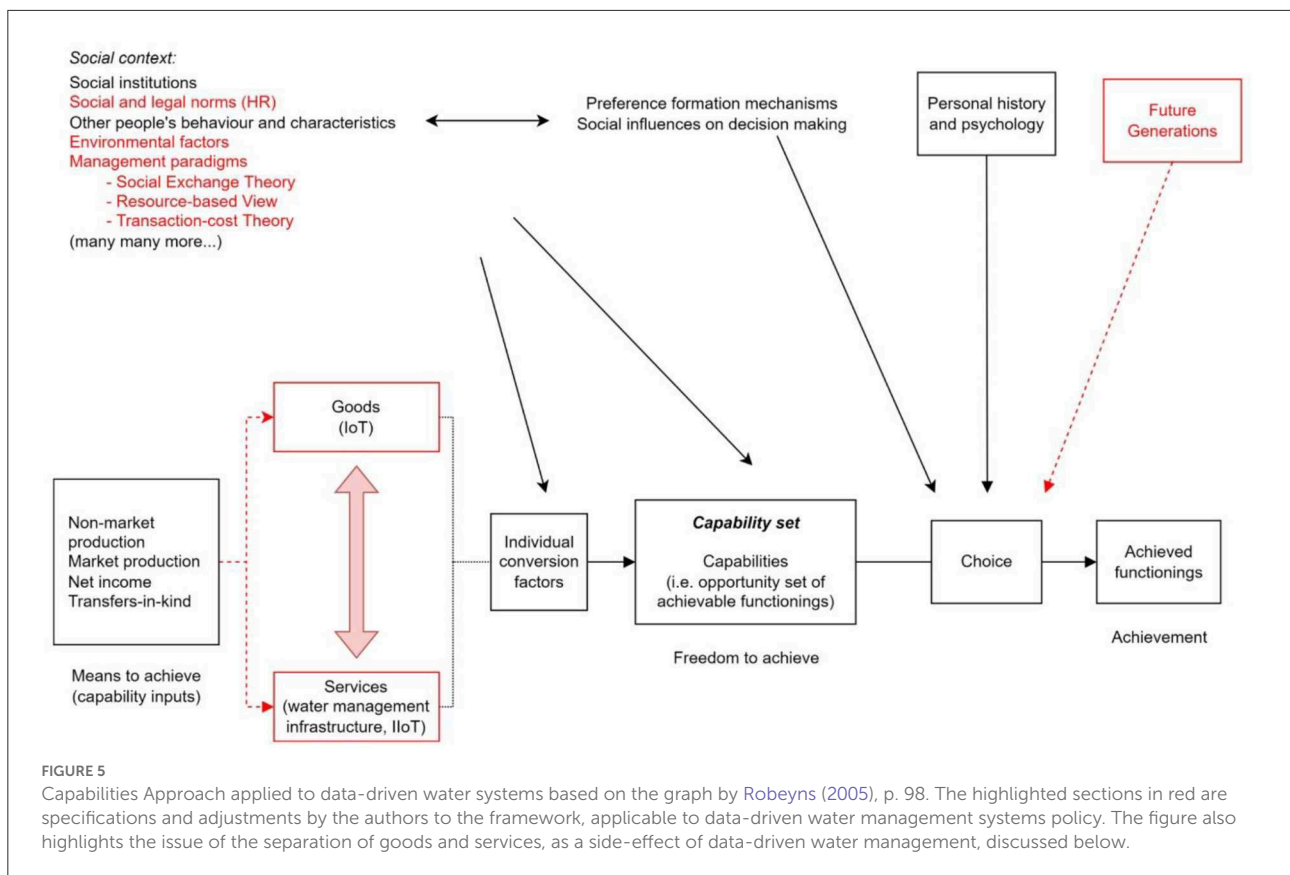 Social context:
Social institutions
Social and legal norms (HR)
Other people's behaviour and characteristics
Environmental factors
Management paradigms
- Social Exchange Theory
- Resource-based View
- Transaction-cost Theory
(many many more...)
Preference formation mechanisms
Social influences on decision making
Personal history
and psychology
Future
Generations
Goods
(IoT)
Non-market
production
Market production
Net income
Transfers-in-kind
Means to achieve
(capability inputs)
Services
(water management
infrastructure, IIoT)
Individual
conversion
factors
Capability set
Capabilities
(i.e. opportunity set of
achievable functionings)
Freedom to achieve
Choice
Achieved
functionings
Achievement
FIGURE 5
Capabilities Approach applied to data-driven water systems based on the graph by Robeyns (2005), p. 98. The highlighted sections in red are
specifications and adjustments by the authors to the framework, applicable to data-driven water management systems policy. The figure also
highlights the issue of the separation of goods and services, as a side-effect of data-driven water management, discussed below.